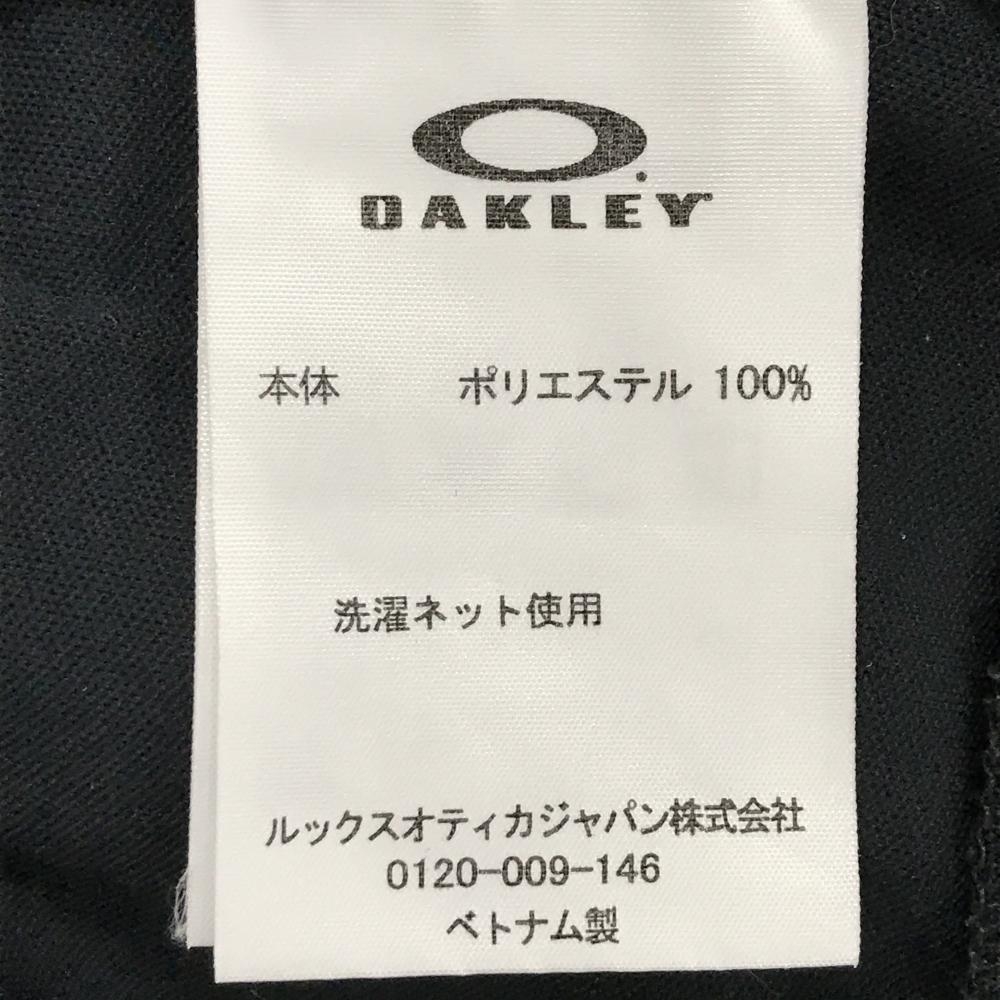 OAKLEY
本体 ポリエステル 100%
洗濯ネット使用
ルックスオティカジャパン株式会社
0120-009-146
ベトナム製